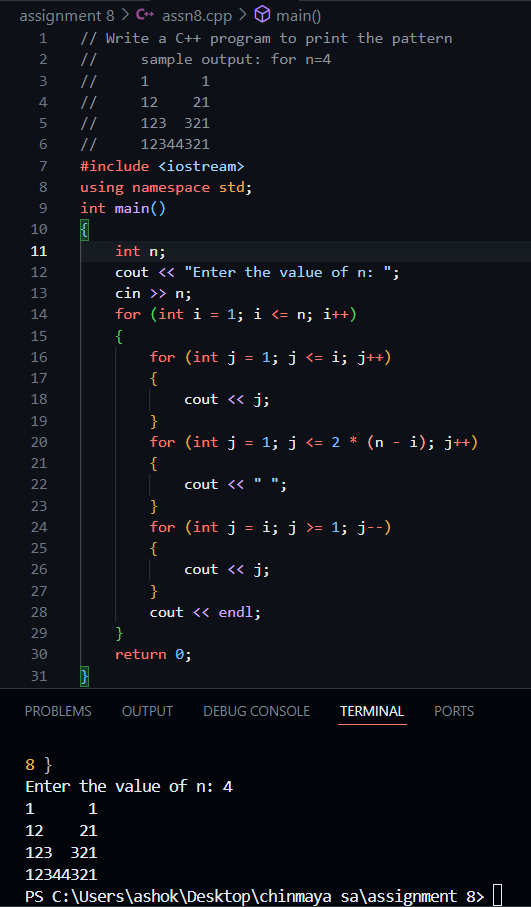 assignment 8 > C++ assn8.cpp > main()
1 // Write a C++ program to print the pattern
2 //     sample output: for n=4
3 //     1      1
4 //     12    21
5 //     123  321
6 //     12344321
7 #include <iostream>
8 using namespace std;
9 int main()
10 {
11     int n;
12     cout << "Enter the value of n: ";
13     cin >> n;
14     for (int i = 1; i <= n; i++)
15     {
16         for (int j = 1; j <= i; j++)
17         {
18             cout << j;
19         }
20         for (int j = 1; j <= 2 * (n - i); j++)
21         {
22             cout << " ";
23         }
24         for (int j = i; j >= 1; j--)
25         {
26             cout << j;
27         }
28         cout << endl;
29     }
30     return 0;
31 }
PROBLEMS OUTPUT DEBUG CONSOLE TERMINAL PORTS
8 }
Enter the value of n: 4
1      1
12    21
123  321
12344321
PS C:\Users\ashok\Desktop\chinmaya sa\assignment 8>